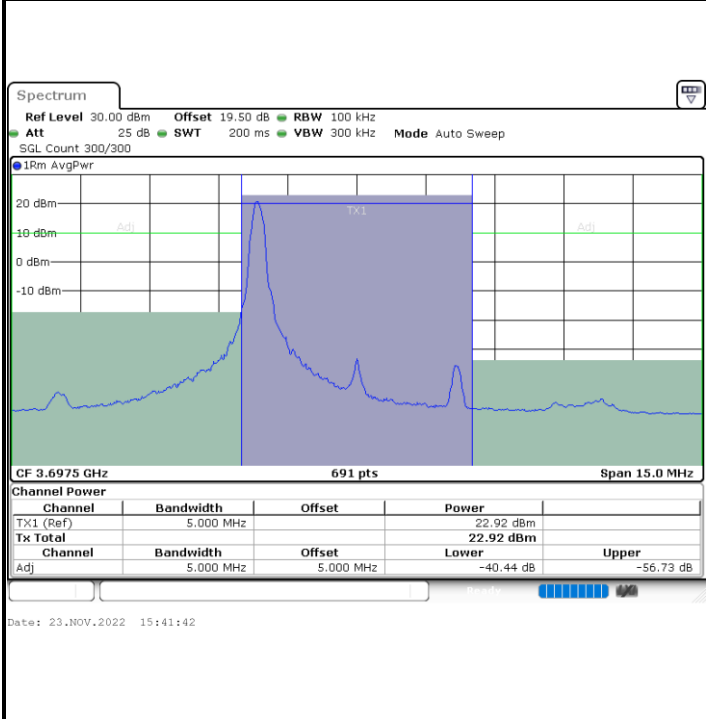 Spectrum
Ref Level 30.00 dBm Offset 19.50 dB RBW 100 kHz
Att 25 dB SWT 200 ms VBW 300 kHz Mode Auto Sweep
SGL Count 300/300
1Rm AvgPwr
TX1
20 dBm
Adj
Adj
10 dBm
0 dBm
-10 dBm
CF 3.6975 GHz 691 pts Span 15.0 MHz
Channel Power
Channel Bandwidth Offset Power
TX1 (Ref) 5.000 MHz 22.92 dBm
Tx Total 22.92 dBm
Channel Bandwidth Offset Lower Upper
Adj 5.000 MHz 5.000 MHz -40.44 dB -56.73 dB
Ready
Date: 23.NOV.2022 15:41:42